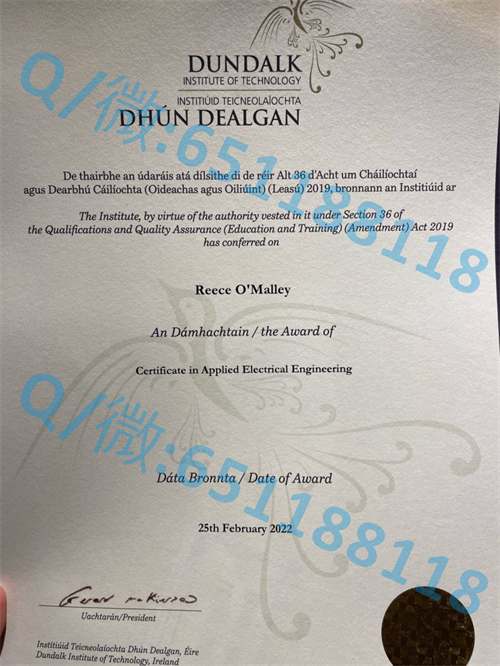 DUNDALK
INSTITUTE OF TECHNOLOGY
INSTITIÚID TEICNEOLAÍOCHTA
DHÚN DEALGAN
De thairbhe an údaráis atá dílsithe di de réir Alt 36 d'Acht um Cháilíochtaí
agus Dearbhú Cáilíochta (Oideachas agus Oiliúint) (Leasú) 2019, bronnann an Institiúid ar
The Institute, by virtue of the authority vested in it under Section 36 of
the Qualifications and Quality Assurance (Education and Training) (Amendment) Act 2019
has conferred on
Reece O'Malley
An Dámhachtain / the Award of
Certificate in Applied Electrical Engineering
Dáta Bronnta / Date of Award
25th February 2022
Uachtarán/President
Institiúid Teicneolaíochta Dhún Dealgan, Éire
Dundalk Institute of Technology, Ireland
Q/微:651188118
Q/微:651188118